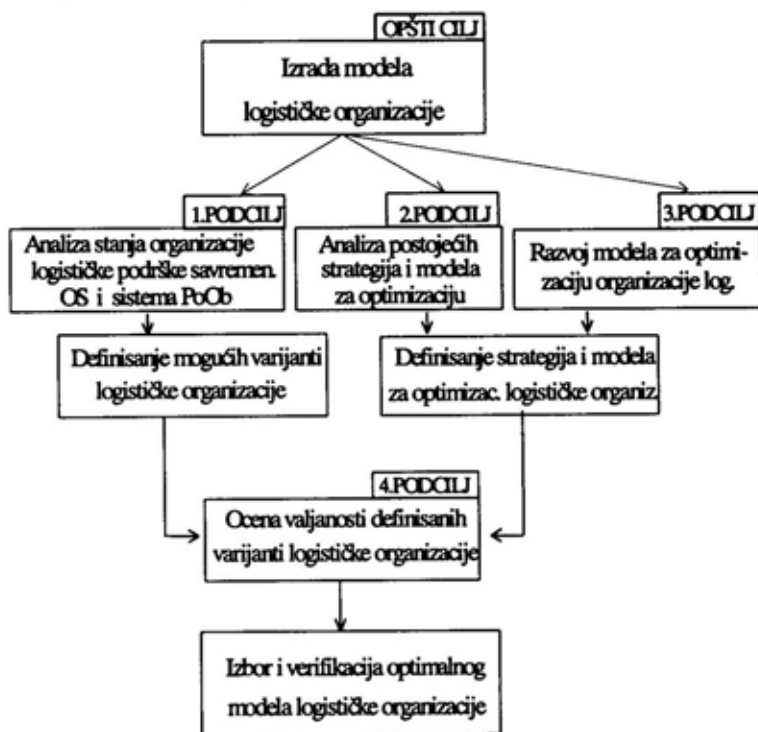 OPŠTI CILJ
Izrada modela
logističke organizacije
1.PODCILJ
Analiza stanja organizacije
logističke podrške savremen.
OS i sistema PoOb
2.PODCILJ
Analiza postojećih
strategija i modela
za optimizaciju
3.PODCILJ
Razvoj modela za optimi-
zaciju organizacije log.
Definisanje mogućih varijanti
logističke organizacije
Definisanje strategija i modela
za optimizac. logističke organiz.
4.PODCILJ
Ocena valjanosti definisanih
varijanti logističke organizacije
Izbor i verifikacija optimalnog
modela logističke organizacije